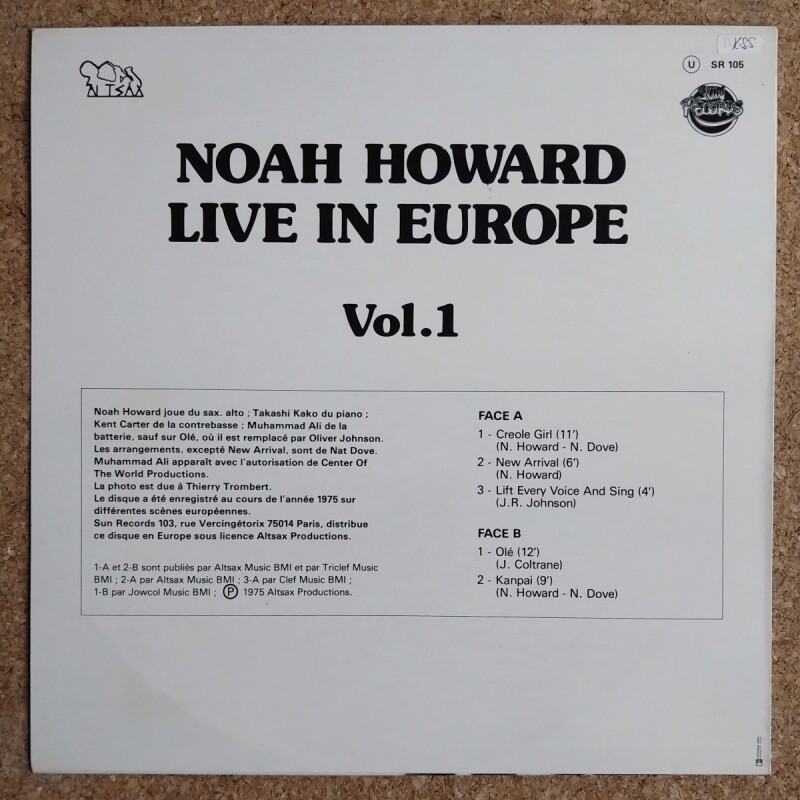 OKSS
U SR 105
ALTSAX
SUN
RECORDS
NOAH HOWARD
LIVE IN EUROPE
Vol.1
Noah Howard joue du sax. alto ; Takashi Kako du piano ;
Kent Carter de la contrebasse ; Muhammad Ali de la
batterie, sauf sur Olé, où il est remplacé par Oliver Johnson.
Les arrangements, excepté New Arrival, sont de Nat Dove.
Muhammad Ali apparaît avec l'autorisation de Center Of
The World Productions.
La photo est due à Thierry Trombert.
Le disque a été enregistré au cours de l'année 1975 sur
différentes scènes européennes.
Sun Records 103, rue Vercingétorix 75014 Paris, distribue
ce disque en Europe sous licence Altsax Productions.
1-A et 2-B sont publiés par Altsax Music BMI et par Triclef Music
BMI ; 2-A par Altsax Music BMI ; 3-A par Clef Music BMI ;
1-B par Jowcol Music BMI ; Ⓟ 1975 Altsax Productions.
FACE A
1 - Creole Girl (11')
(N. Howard - N. Dove)
2 - New Arrival (6')
(N. Howard)
3 - Lift Every Voice And Sing (4')
(J.R. Johnson)
FACE B
1 - Olé (12')
(J. Coltrane)
2 - Kanpai (9')
(N. Howard - N. Dove)